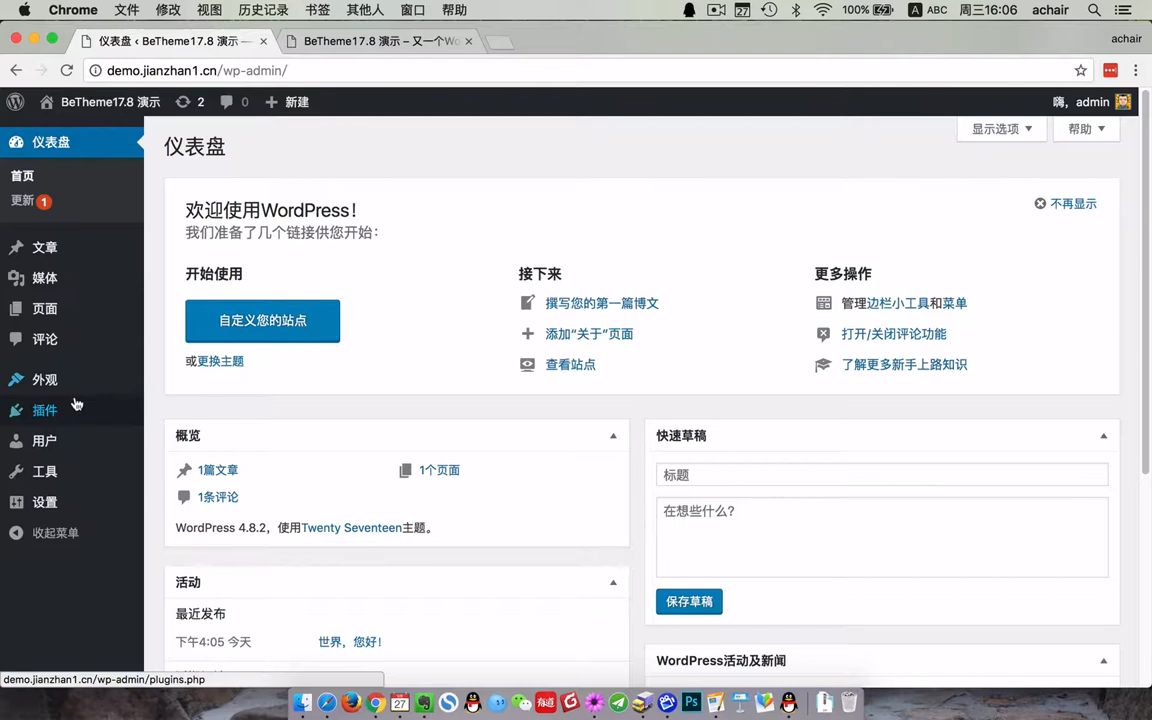 Chrome 文件 修改 视图 历史记录 书签 其他人 窗口 帮助 27 100% A ABC 周三16:06 achair
仪表盘 ‹ BeTheme17.8 演示 — BeTheme17.8 演示 – 又一个Wo achair
demo.jianzhan1.cn/wp-admin/
BeTheme17.8 演示 2 0 新建 嗨，admin
仪表盘
首页
更新 1
文章
媒体
页面
评论
外观
插件
用户
工具
设置
收起菜单
仪表盘
显示选项 帮助
欢迎使用WordPress！
不再显示
我们准备了几个链接供您开始：
开始使用
自定义您的站点
或更换主题
接下来
撰写您的第一篇博文
添加“关于”页面
查看站点
更多操作
管理边栏小工具和菜单
打开/关闭评论功能
了解更多新手上路知识
概览
1篇文章 1个页面
1条评论
WordPress 4.8.2，使用Twenty Seventeen主题。
活动
最近发布
下午4:05 今天 世界，您好！
快速草稿
标题
在想些什么？
保存草稿
WordPress活动及新闻
demo.jianzhan1.cn/wp-admin/plugins.php
27 有道 Ps